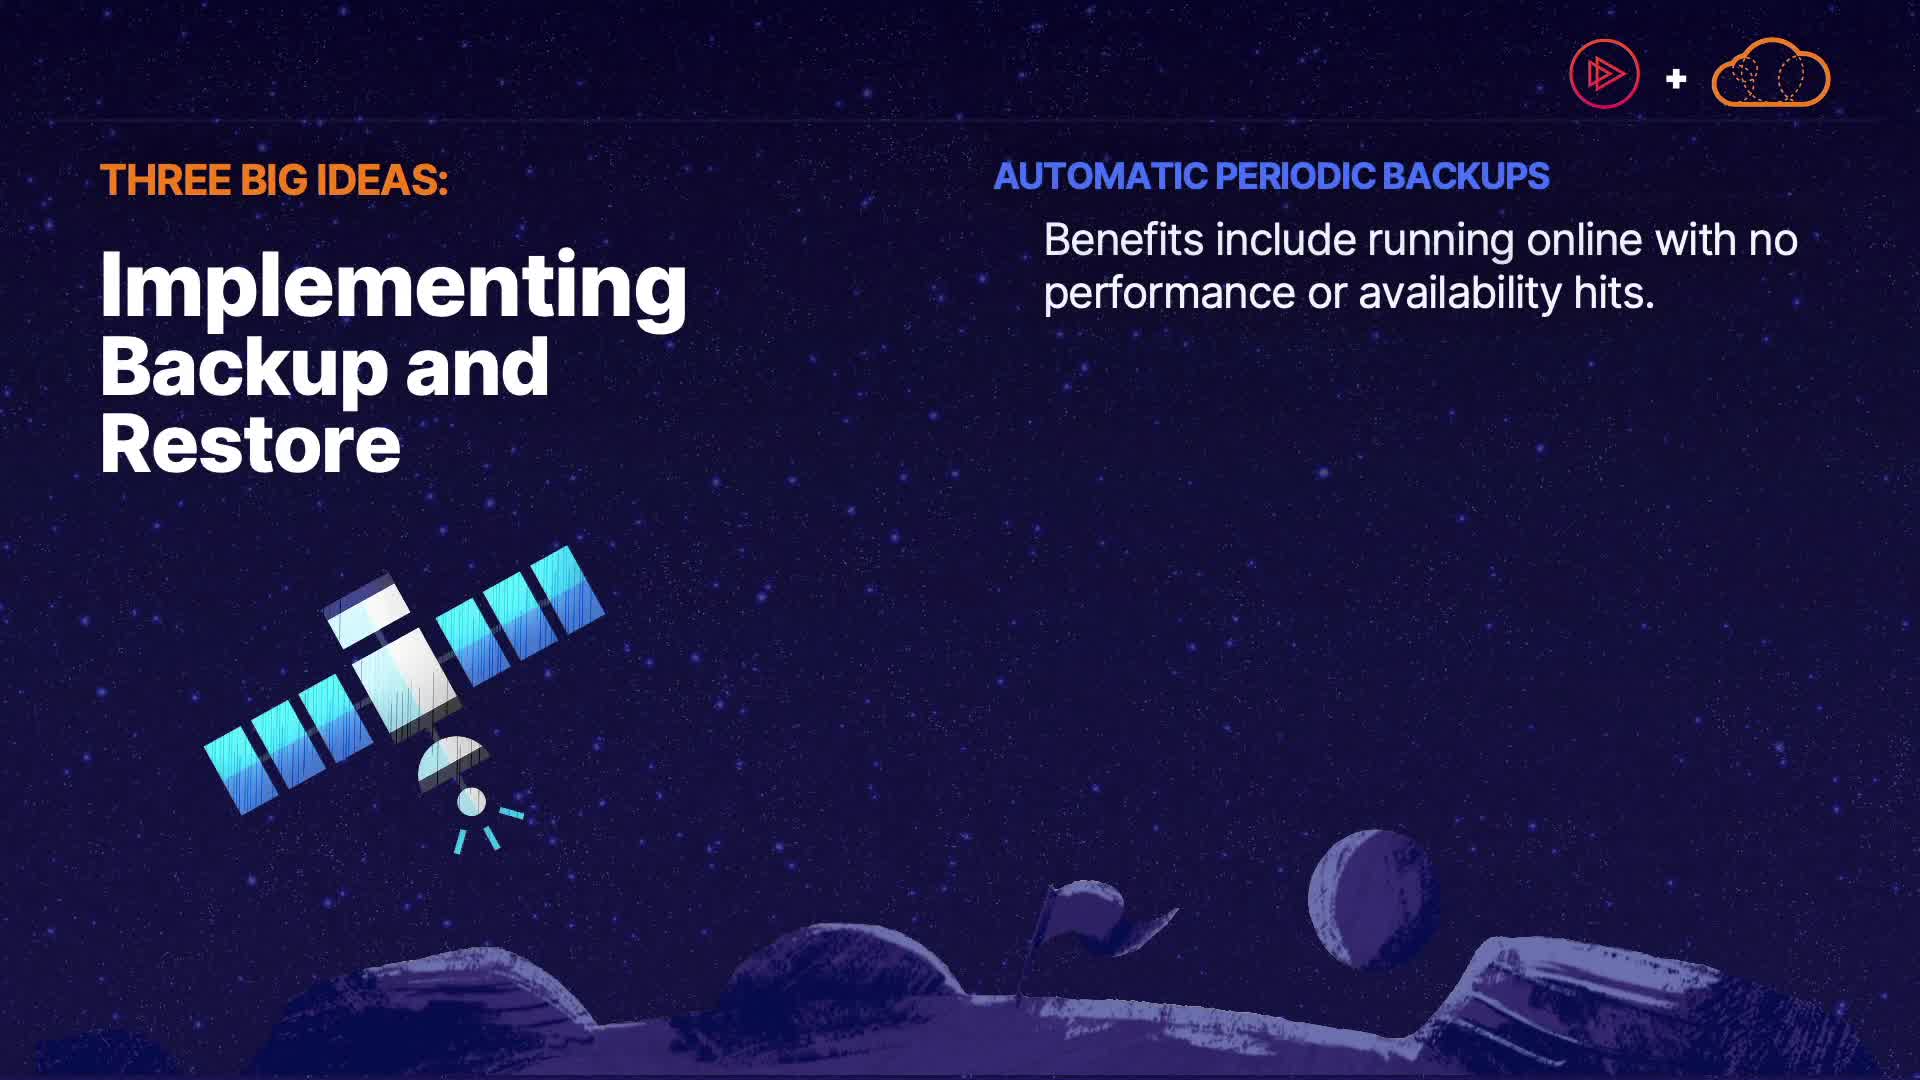 THREE BIG IDEAS:
Implementing
Backup and
Restore
AUTOMATIC PERIODIC BACKUPS
Benefits include running online with no
performance or availability hits.
+